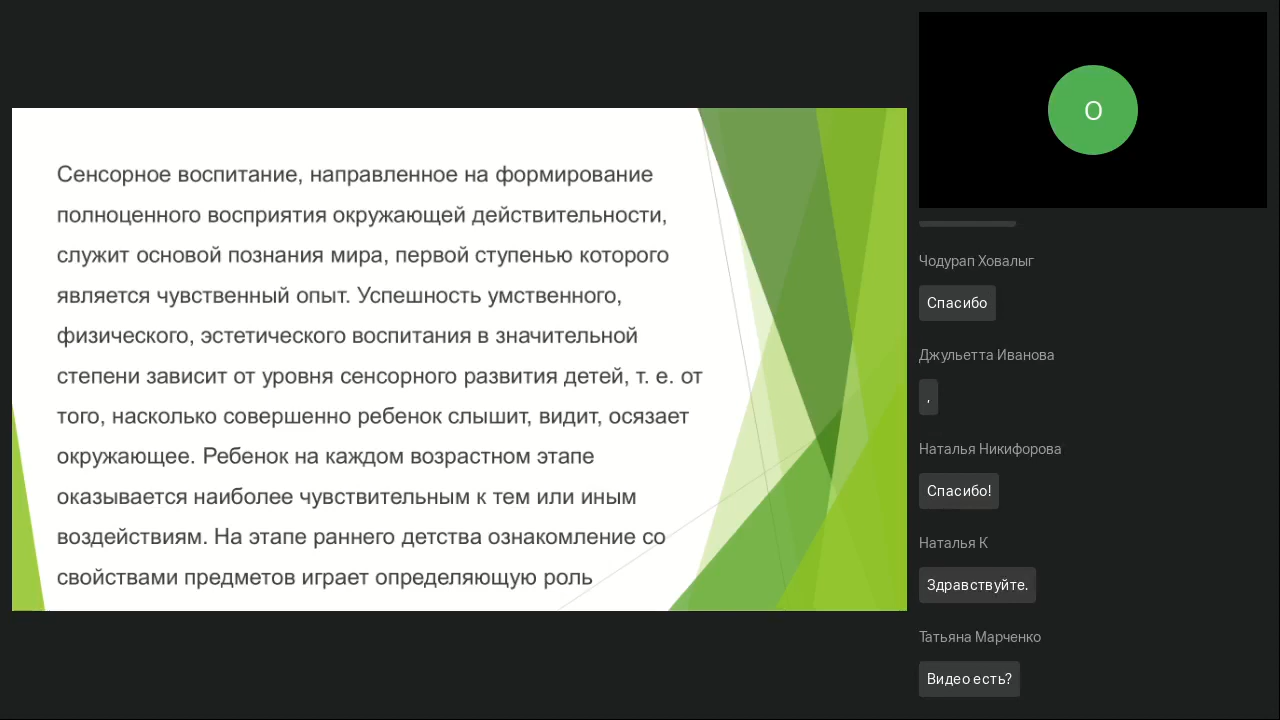 Сенсорное воспитание, направленное на формирование
полноценного восприятия окружающей действительности,
служит основой познания мира, первой ступенью которого
является чувственный опыт. Успешность умственного,
физического, эстетического воспитания в значительной
степени зависит от уровня сенсорного развития детей, т. е. от
того, насколько совершенно ребенок слышит, видит, осязает
окружающее. Ребенок на каждом возрастном этапе
оказывается наиболее чувствительным к тем или иным
воздействиям. На этапе раннего детства ознакомление со
свойствами предметов играет определяющую роль
О
Чодурап Ховалыг
Спасибо
Джульетта Иванова
,
Наталья Никифорова
Спасибо!
Наталья К
Здравствуйте.
Татьяна Марченко
Видео есть?